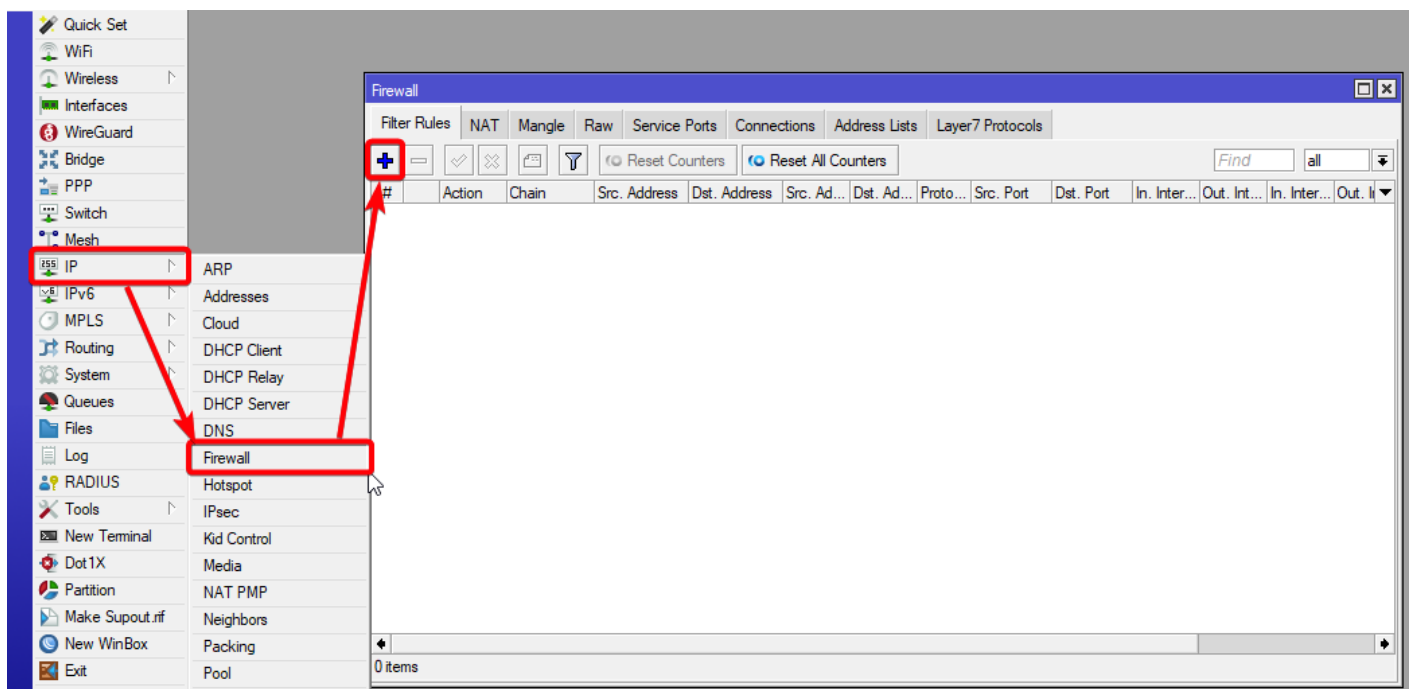 Quick Set
WiFi
Wireless
Interfaces
WireGuard
Bridge
PPP
Switch
Mesh
255 IP
v6 IPv6
MPLS
Routing
System
Queues
Files
Log
RADIUS
Tools
New Terminal
Dot1X
Partition
Make Supout.rif
New WinBox
Exit
ARP
Addresses
Cloud
DHCP Client
DHCP Relay
DHCP Server
DNS
Firewall
Hotspot
IPsec
Kid Control
Media
NAT PMP
Neighbors
Packing
Pool
Firewall
Filter Rules NAT Mangle Raw Service Ports Connections Address Lists Layer7 Protocols
Reset Counters Reset All Counters Find all
# Action Chain Src. Address Dst. Address Src. Ad... Dst. Ad... Proto... Src. Port Dst. Port In. Inter... Out. Int... In. Inter... Out. I
0 items